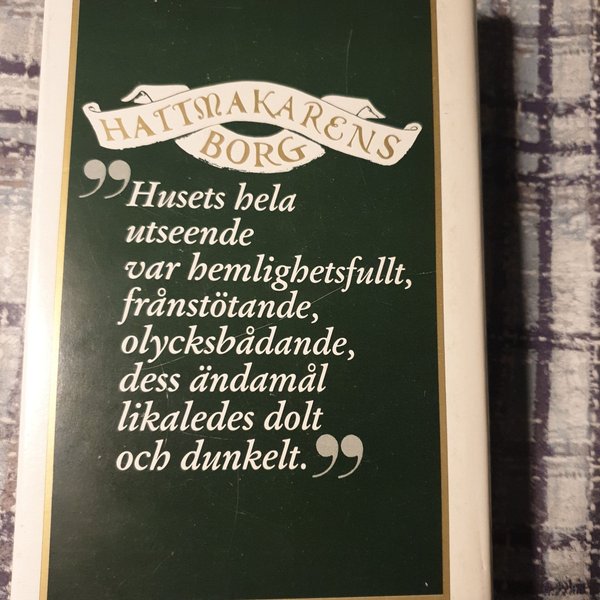 HATTMAKARENS
BORG
”Husets hela
utseende
var hemlighetsfullt,
frånstötande,
olycksbådande,
dess ändamål
likaledes dolt
och dunkelt.”